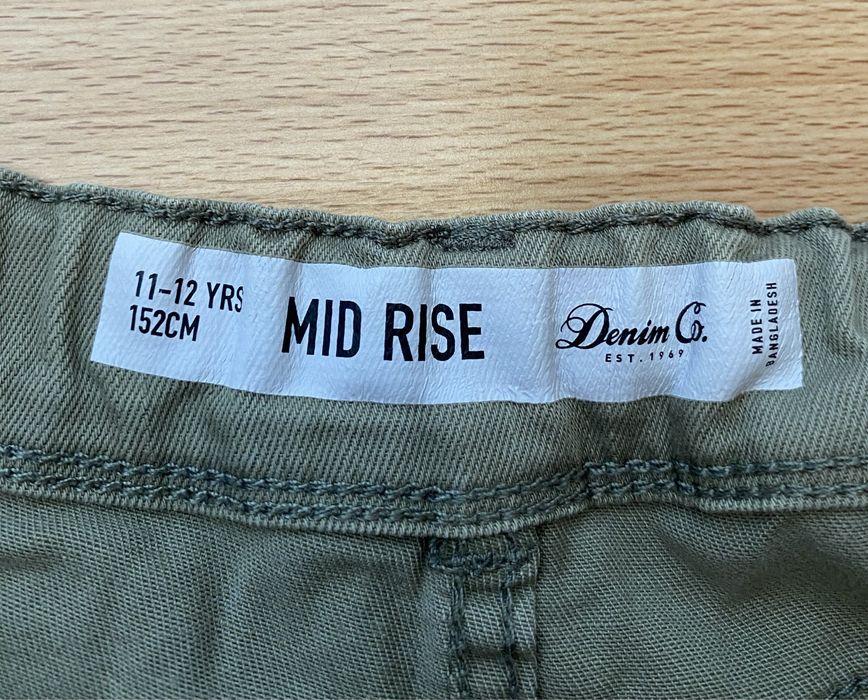 11-12 YRS
152CM
MID RISE
Denim Co.
EST. 1969
MADE IN
BANGLADESH